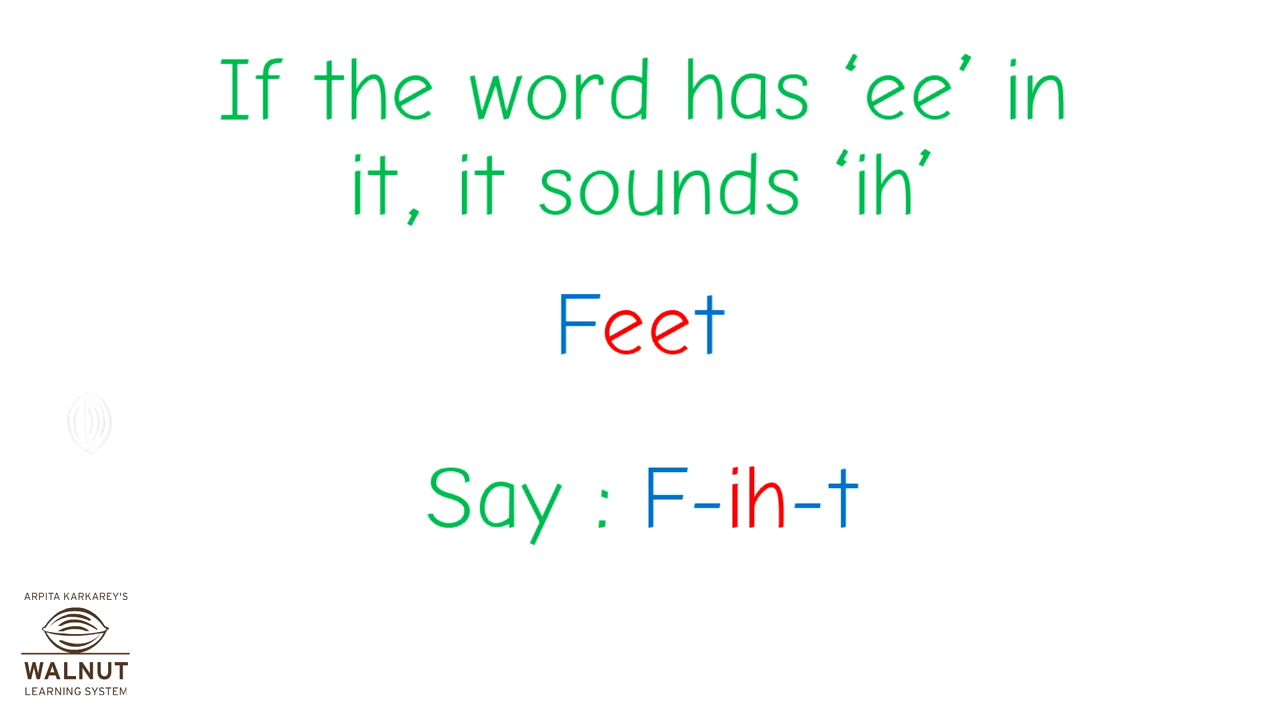 If the word has ‘ee’ in
it, it sounds ‘ih’
Feet
Say : F-ih-t
ARPITA KARKAREY'S
WALNUT
LEARNING SYSTEM